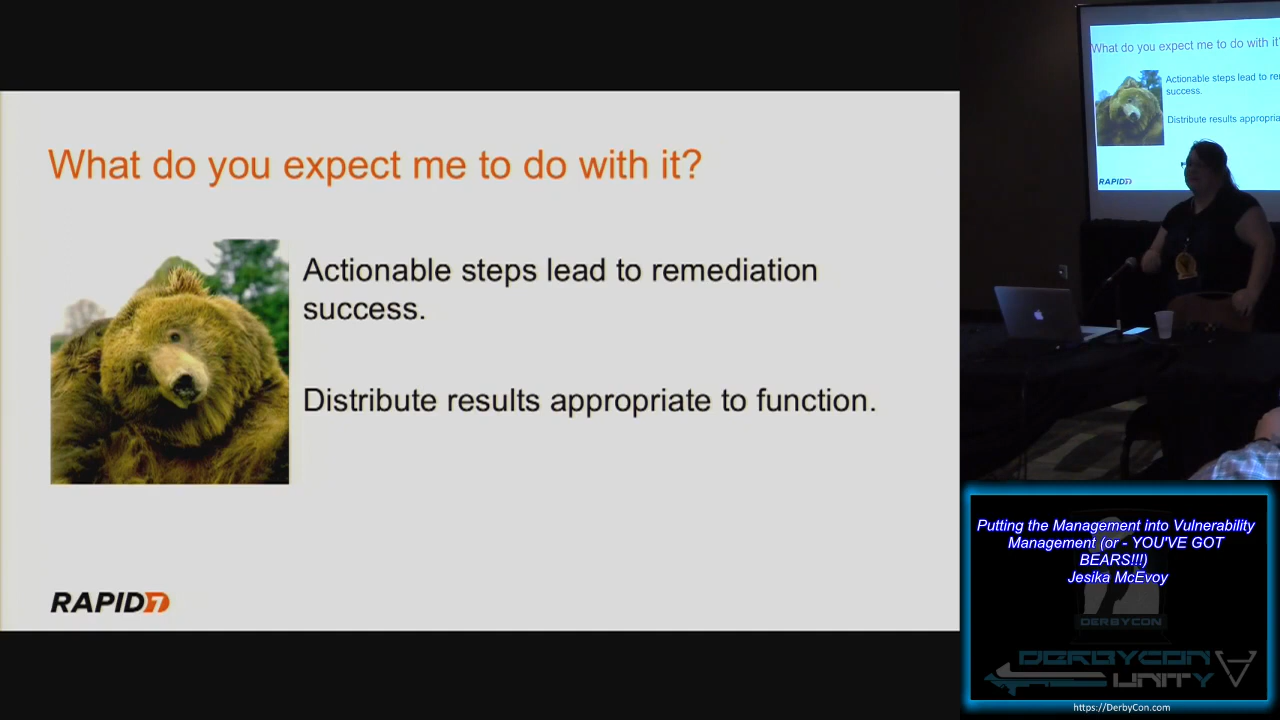 What do you expect me to do with it?
Actionable steps lead to remediation
success.
Distribute results appropriate to function.
RAPID7
What do you expect me to do with it?
Actionable steps lead to re
success.
Distribute results appropria
RAPID7
Putting the Management into Vulnerability
Management (or - YOU'VE GOT
BEARS!!!)
Jesika McEvoy
DERBYCON
DERBYCON
UNITY
https://DerbyCon.com